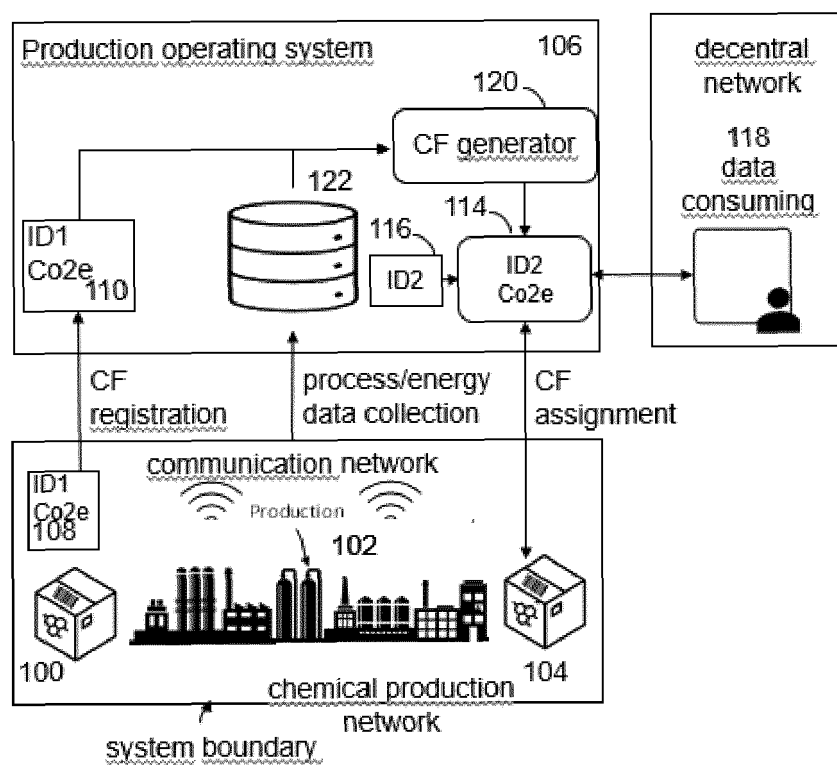 Production operating system
106
decentral
network
120
CF generator
118
data
consuming
122
114
116
ID1
Co2e
110
ID2
ID2
Co2e
CF
registration
process/energy
data collection
CF
assignment
communication network
ID1
Co2e
108
Production
102
100
104
chemical production
network
system boundary